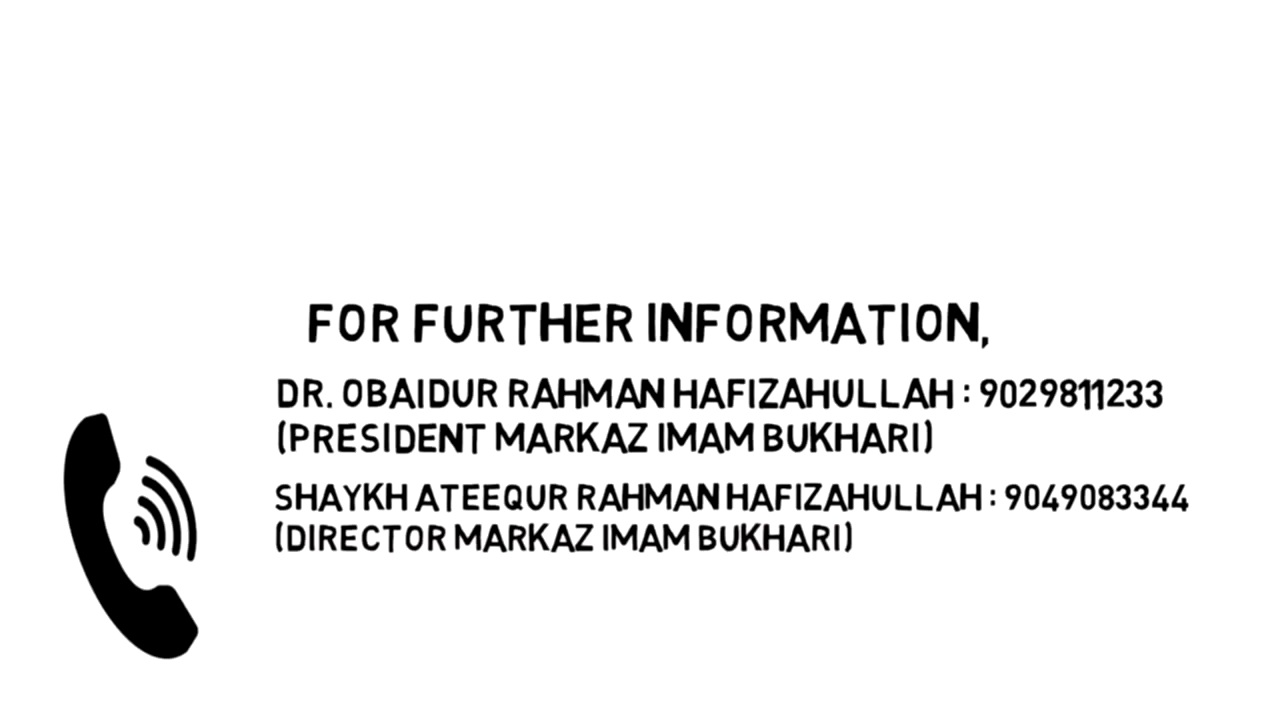 FOR FURTHER INFORMATION,
DR. OBAIDUR RAHMAN HAFIZAHULLAH : 9029811233
(PRESIDENT MARKAZ IMAM BUKHARI)
SHAYKH ATEEQUR RAHMAN HAFIZAHULLAH : 9049083344
(DIRECTOR MARKAZ IMAM BUKHARI)